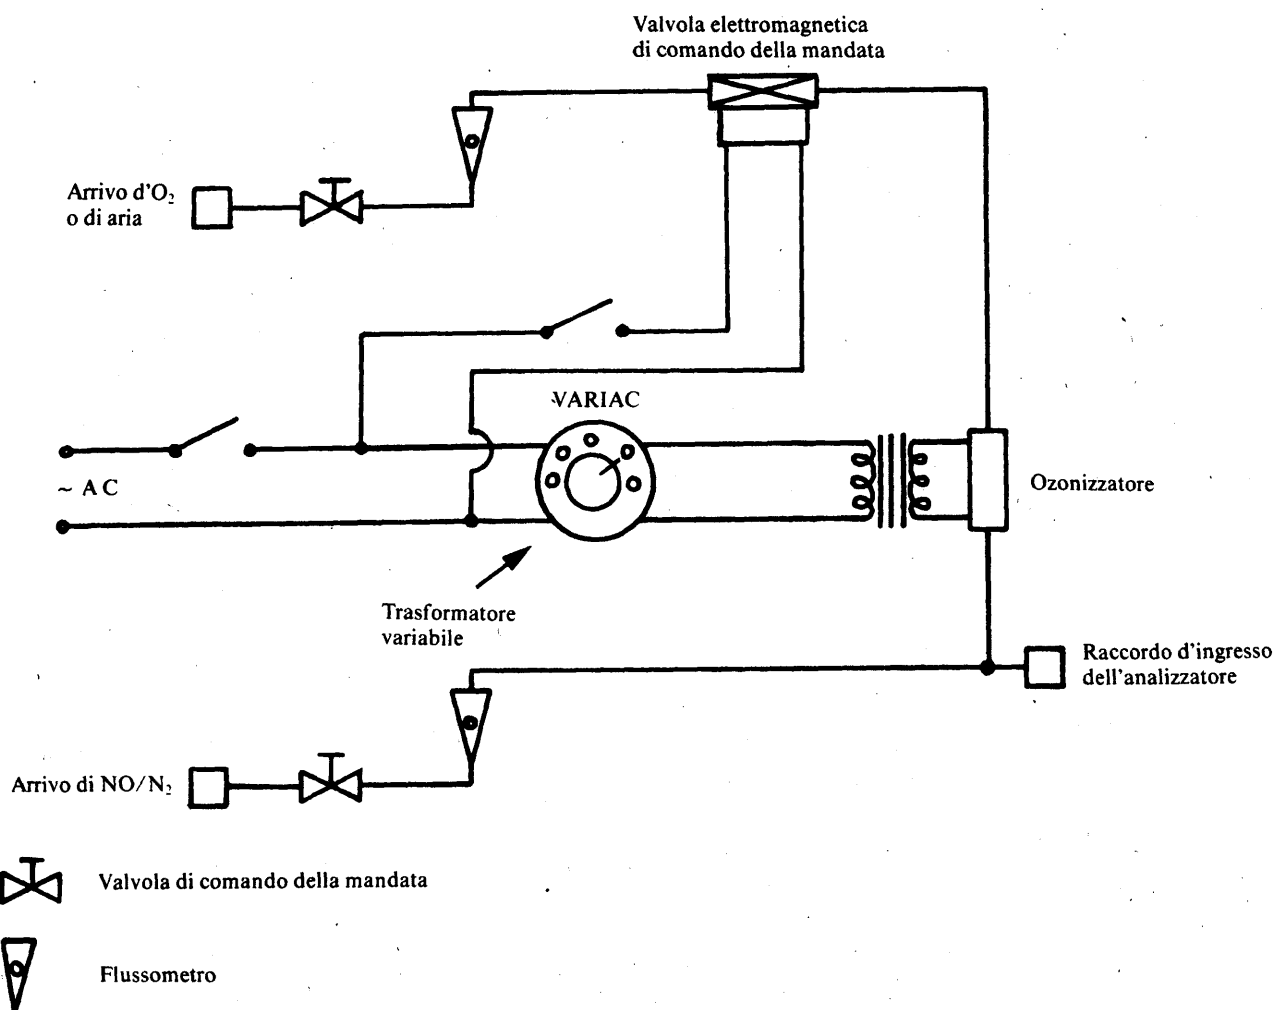 Valvola elettromagnetica
di comando della mandata
Arrivo d'O₂
o di aria
VARIAC
~ A C
Ozonizzatore
Trasformatore
variabile
Raccordo d'ingresso
dell'analizzatore
Arrivo di NO/N₂
Valvola di comando della mandata
Flussometro